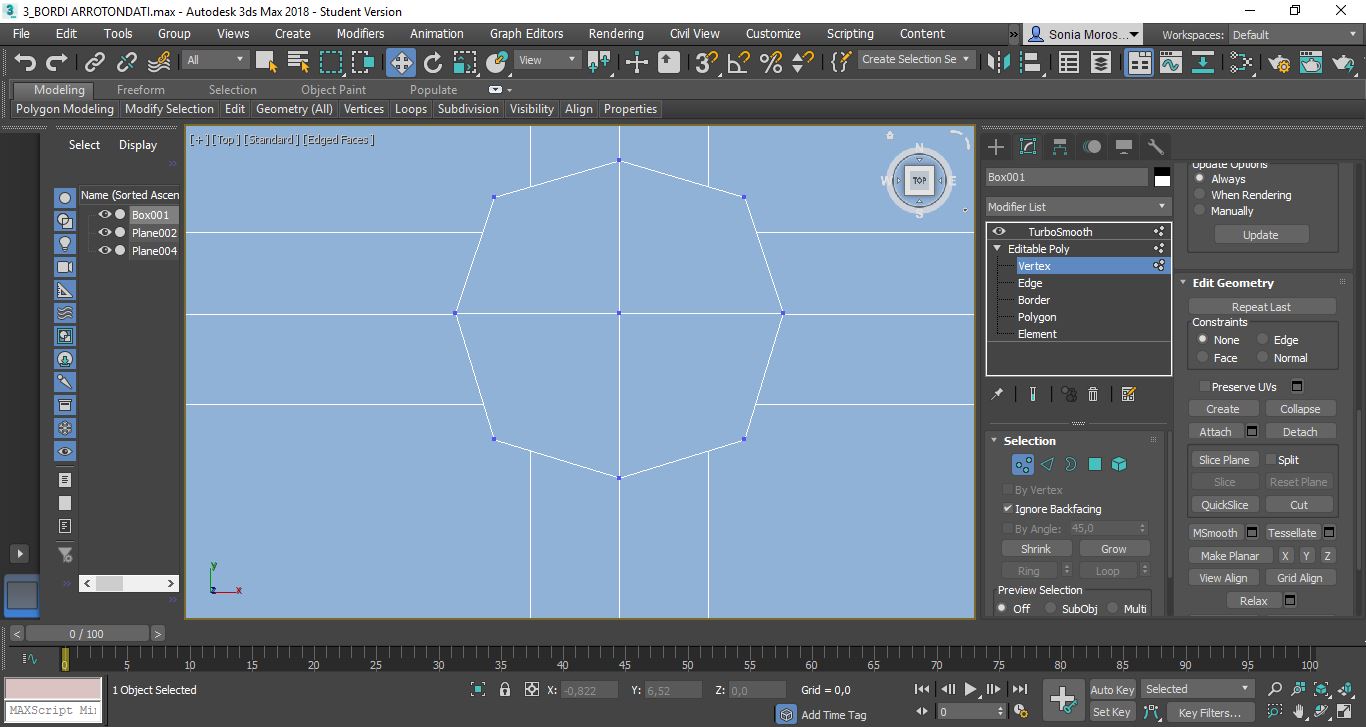 3_BORDI ARROTONDATI.max - Autodesk 3ds Max 2018 - Student Version
File Edit Tools Group Views Create Modifiers Animation Graph Editors Rendering Civil View Customize Scripting Content » Sonia Moros... Workspaces: Default
All View 3 Create Selection Se
Modeling Freeform Selection Object Paint Populate
Polygon Modeling Modify Selection Edit Geometry (All) Vertices Loops Subdivision Visibility Align Properties
Select Display
Name (Sorted Ascen
Box001
Plane002
Plane004
[+] [Top] [Standard] [Edged Faces]
N
W TOP E
S
y
z x
Box001
Modifier List
TurboSmooth
Editable Poly
Vertex
Edge
Border
Polygon
Element
Selection
By Vertex
Ignore Backfacing
By Angle: 45,0
Shrink Grow
Ring Loop
Preview Selection
Off SubObj Multi
Update Options
Always
When Rendering
Manually
Update
Edit Geometry
Repeat Last
Constraints
None Edge
Face Normal
Preserve UVs
Create Collapse
Attach Detach
Slice Plane Split
Slice Reset Plane
QuickSlice Cut
MSmooth Tessellate
Make Planar X Y Z
View Align Grid Align
Relax
< 0 / 100 >
0 5 10 15 20 25 30 35 40 45 50 55 60 65 70 75 80 85 90 95 100
1 Object Selected X: -0,822 Y: 6,52 Z: 0,0 Grid = 0,0 Auto Key Selected
MAXScript Mi
Add Time Tag 0 Set Key Key Filters...